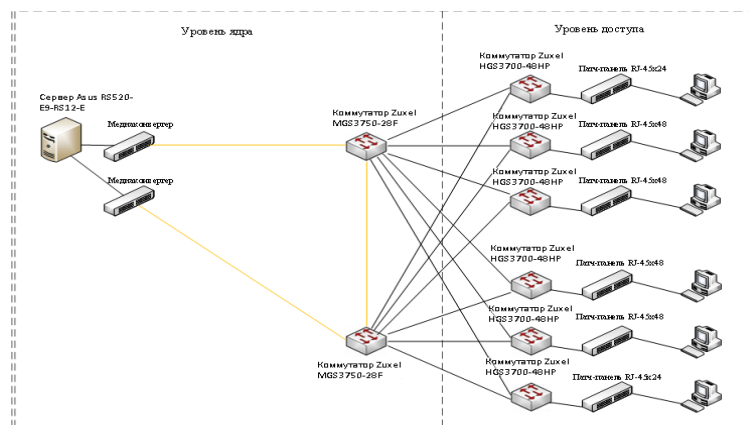 Уровень ядра
Уровень доступа
Сервер Asus RS520-
E9-RS12-E
Медиаконвертер
Медиаконвертер
Коммутатор Zuxel
MGS3750-28F
Коммутатор Zuxel
MGS3750-28F
Коммутатор Zuxel
HGS3700-48HP
Патч-панель RJ-45x24
Коммутатор Zuxel
HGS3700-48HP
Патч-панель RJ-45x48
Коммутатор Zuxel
HGS3700-48HP
Патч-панель RJ-45x48
Коммутатор Zuxel
HGS3700-48HP
Патч-панель RJ-45x48
Коммутатор Zuxel
HGS3700-48HP
Патч-панель RJ-45x48
Коммутатор Zuxel
HGS3700-48HP
Патч-панель RJ-45x24